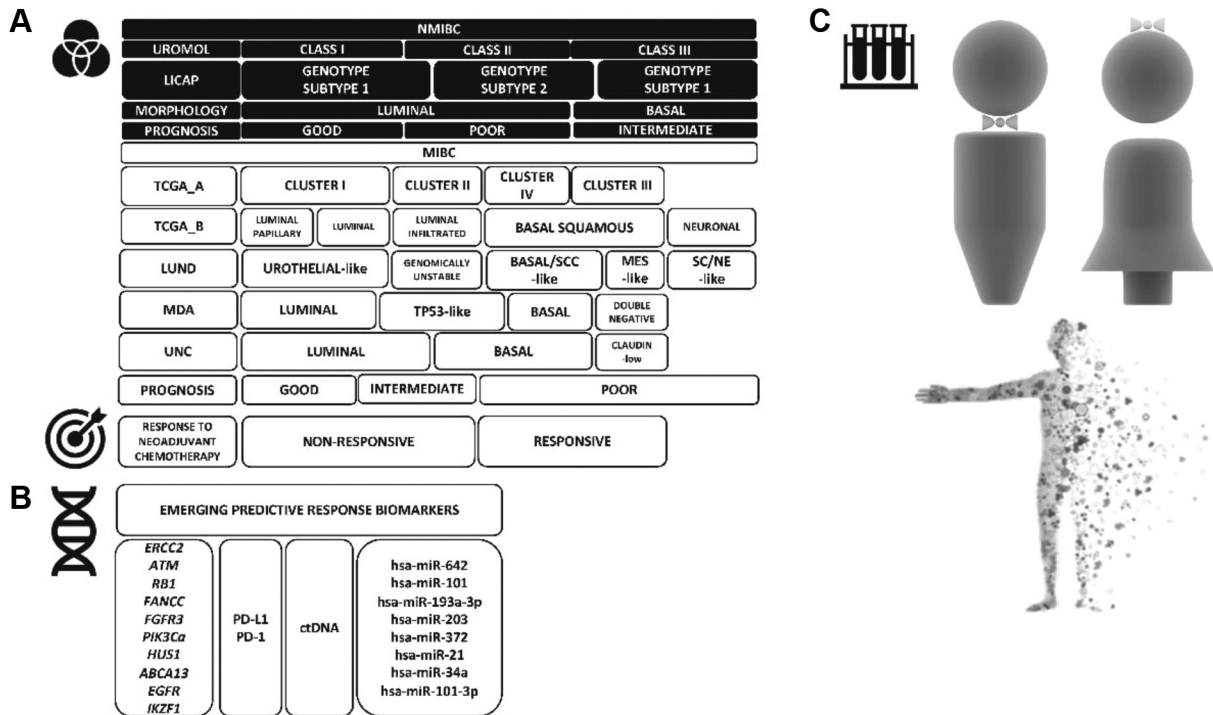 A
NMIBC
UROMOL CLASS I CLASS II CLASS III
LICAP GENOTYPE SUBTYPE 1 GENOTYPE SUBTYPE 2 GENOTYPE SUBTYPE 1
MORPHOLOGY LUMINAL BASAL
PROGNOSIS GOOD POOR INTERMEDIATE
MIBC
TCGA_A CLUSTER I CLUSTER II CLUSTER IV CLUSTER III
TCGA_B LUMINAL PAPILLARY LUMINAL LUMINAL INFILTRATED BASAL SQUAMOUS NEURONAL
LUND UROTHELIAL-like GENOMICALLY UNSTABLE BASAL/SCC -like MES -like SC/NE -like
MDA LUMINAL TP53-like BASAL DOUBLE NEGATIVE
UNC LUMINAL BASAL CLAUDIN -low
PROGNOSIS GOOD INTERMEDIATE POOR
RESPONSE TO NEOADJUVANT CHEMOTHERAPY NON-RESPONSIVE RESPONSIVE
B
EMERGING PREDICTIVE RESPONSE BIOMARKERS
ERCC2
ATM
RB1
FANCC
FGFR3
PIK3Cα
HUS1
ABCA13
EGFR
IKZF1
PD-L1
PD-1
ctDNA
hsa-miR-642
hsa-miR-101
hsa-miR-193a-3p
hsa-miR-203
hsa-miR-372
hsa-miR-21
hsa-miR-34a
hsa-miR-101-3p
C